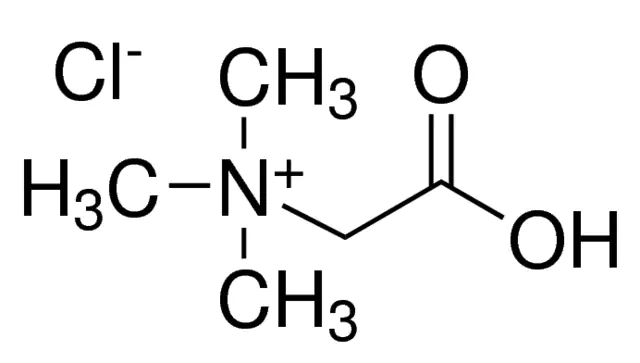 Cl⁻ CH₃ O
H₃C N⁺
OH
CH₃